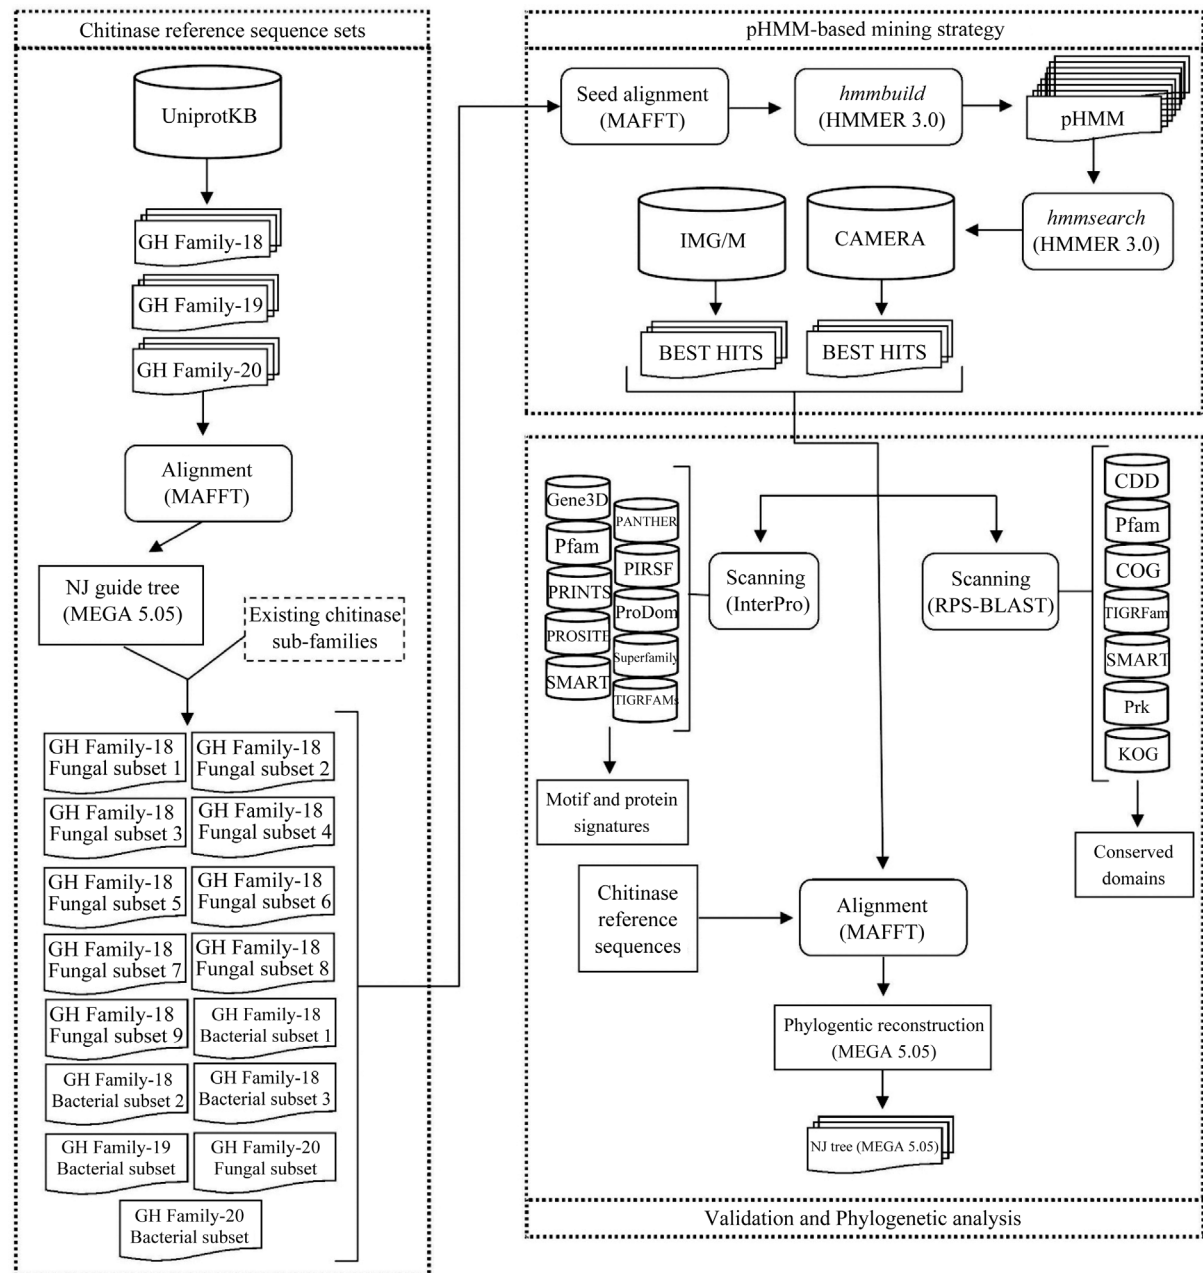 Chitinase reference sequence sets
UniprotKB
GH Family-18
GH Family-19
GH Family-20
Alignment
(MAFFT)
NJ guide tree
(MEGA 5.05)
Existing chitinase
sub-families
GH Family-18
Fungal subset 1
GH Family-18
Fungal subset 2
GH Family-18
Fungal subset 3
GH Family-18
Fungal subset 4
GH Family-18
Fungal subset 5
GH Family-18
Fungal subset 6
GH Family-18
Fungal subset 7
GH Family-18
Fungal subset 8
GH Family-18
Fungal subset 9
GH Family-18
Bacterial subset 1
GH Family-18
Bacterial subset 2
GH Family-18
Bacterial subset 3
GH Family-19
Bacterial subset
GH Family-20
Fungal subset
GH Family-20
Bacterial subset
pHMM-based mining strategy
Seed alignment
(MAFFT)
hmmbuild
(HMMER 3.0)
pHMM
hmmsearch
(HMMER 3.0)
CAMERA
IMG/M
BEST HITS
BEST HITS
Gene3D
Pfam
PRINTS
PROSITE
SMART
PANTHER
PIRSF
ProDom
Superfamily
TIGRFAMs
Scanning
(InterPro)
Scanning
(RPS-BLAST)
CDD
Pfam
COG
TIGRFam
SMART
Prk
KOG
Motif and protein
signatures
Conserved
domains
Chitinase
reference
sequences
Alignment
(MAFFT)
Phylogentic reconstruction
(MEGA 5.05)
NJ tree (MEGA 5.05)
Validation and Phylogenetic analysis